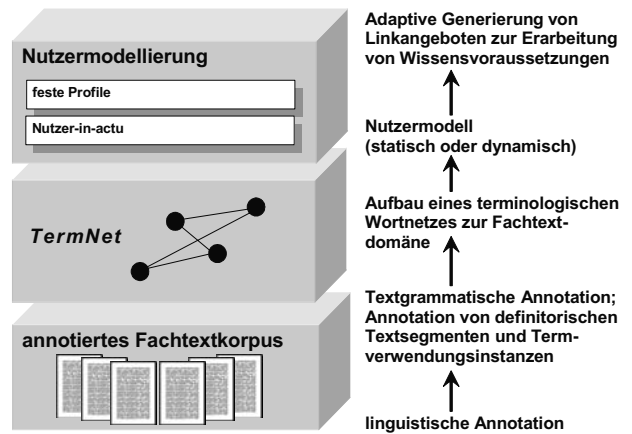 Nutzermodellierung
feste Profile
Nutzer-in-actu
TermNet
annotiertes Fachtextkorpus
Adaptive Generierung von
Linkangeboten zur Erarbeitung
von Wissensvoraussetzungen
Nutzermodell
(statisch oder dynamisch)
Aufbau eines terminologischen
Wortnetzes zur Fachtext-
domäne
Textgrammatische Annotation;
Annotation von definitorischen
Textsegmenten und Term-
verwendungsinstanzen
linguistische Annotation